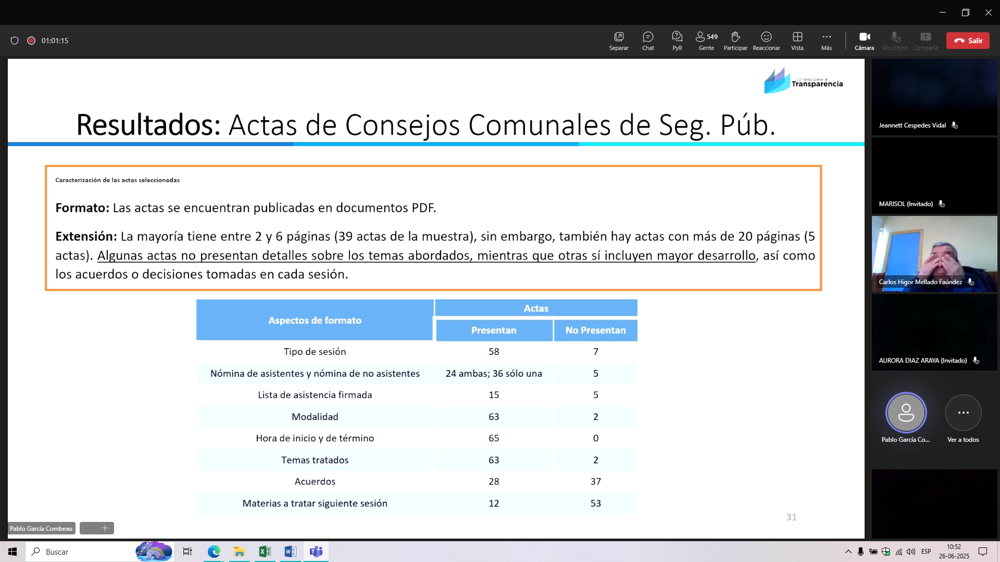 01:01:15
Separar
Chat
PyR
549
Gente
Participar
Reaccionar
Vista
Más
Cámara
Micrófono
Comparte
Salir
consejo para la
Transparencia
Resultados: Actas de Consejos Comunales de Seg. Púb.
Caracterización de las actas seleccionadas
Formato: Las actas se encuentran publicadas en documentos PDF.
Extensión: La mayoría tiene entre 2 y 6 páginas (39 actas de la muestra), sin embargo, también hay actas con más de 20 páginas (5
actas). Algunas actas no presentan detalles sobre los temas abordados, mientras que otras sí incluyen mayor desarrollo, así como
los acuerdos o decisiones tomadas en cada sesión.
Aspectos de formato
Actas
Presentan
No Presentan
Tipo de sesión 58 7
Nómina de asistentes y nómina de no asistentes 24 ambas; 36 sólo una 5
Lista de asistencia firmada 15 5
Modalidad 63 2
Hora de inicio y de término 65 0
Temas tratados 63 2
Acuerdos 28 37
Materias a tratar siguiente sesión 12 53
31
Pablo García Combeau
Jeannett Cespedes Vidal
MARISOL (Invitado)
Carlos Higor Mellado Faúndez
AURORA DIAZ ARAYA (Invitado)
Pablo García Co...
Ver a todos
Buscar
ESP
10:52
26-06-2025